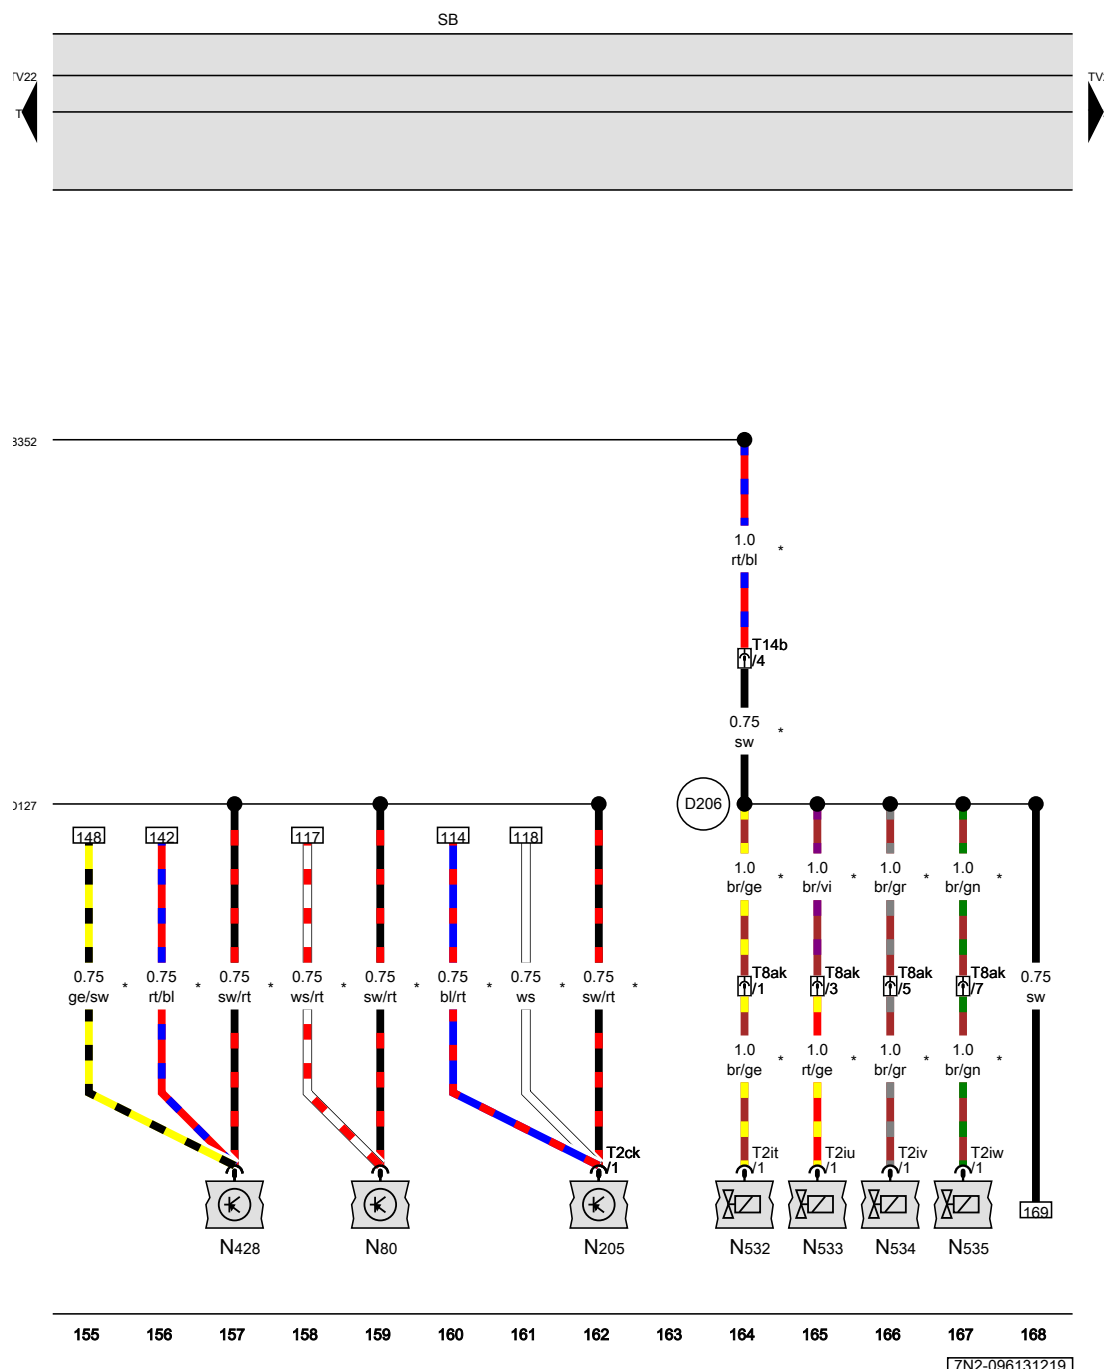 SB
TV22
T
TV
3352
1.0
rt/bl
*
T14b
/4
0.75
sw
*
D127
D206
148
142
117
114
118
1.0
br/ge
*
1.0
br/vi
*
1.0
br/gr
*
1.0
br/gn
*
0.75
ge/sw
*
0.75
rt/bl
*
0.75
sw/rt
*
0.75
ws/rt
*
0.75
sw/rt
*
0.75
bl/rt
*
0.75
ws
*
0.75
sw/rt
*
T8ak
/1
T8ak
/3
T8ak
/5
T8ak
/7
0.75
sw
1.0
br/ge
*
1.0
rt/ge
*
1.0
br/gr
*
1.0
br/gn
*
T2ck
/1
T2it
/1
T2iu
/1
T2iv
/1
T2iw
/1
169
N428
N80
N205
N532
N533
N534
N535
155 156 157 158 159 160 161 162 163 164 165 166 167 168
7N2-096131219